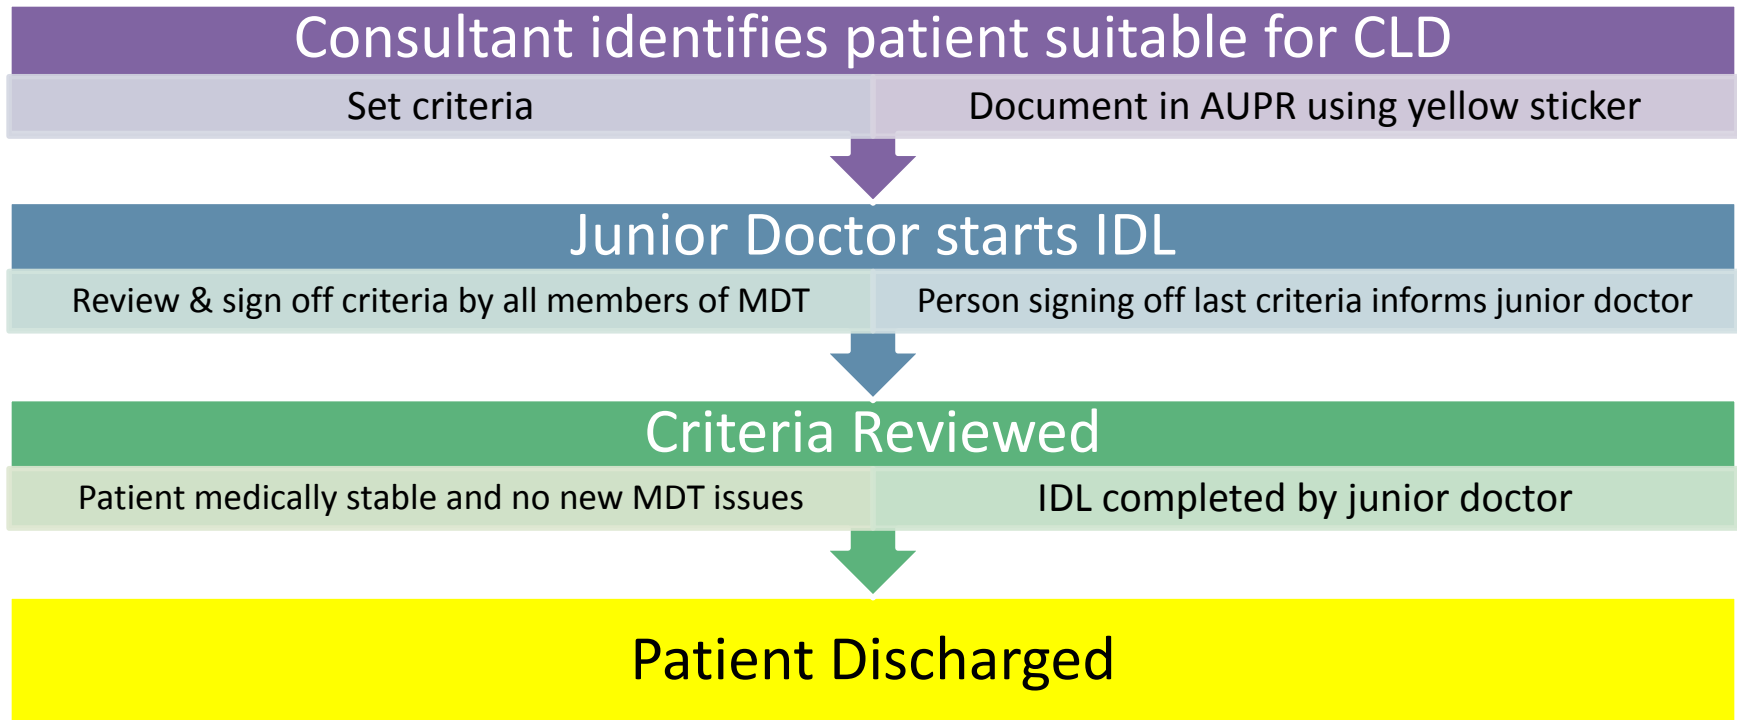 Consultant identifies patient suitable for CLD
Set criteria
Document in AUPR using yellow sticker
Junior Doctor starts IDL
Review & sign off criteria by all members of MDT
Person signing off last criteria informs junior doctor
Criteria Reviewed
Patient medically stable and no new MDT issues
IDL completed by junior doctor
Patient Discharged